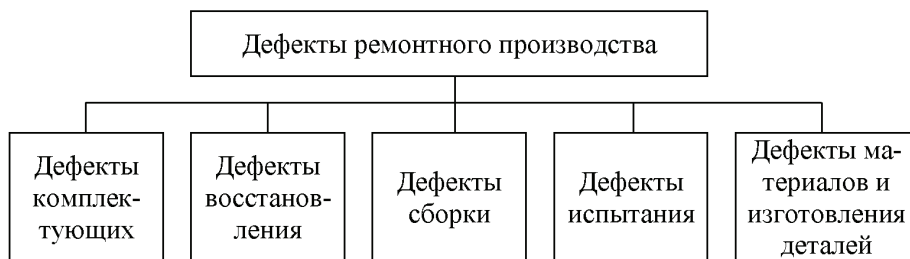 Дефекты ремонтного производства
Дефекты
комплек-
тующих
Дефекты
восстанов-
ления
Дефекты
сборки
Дефекты
испытания
Дефекты ма-
териалов и
изготовления
деталей